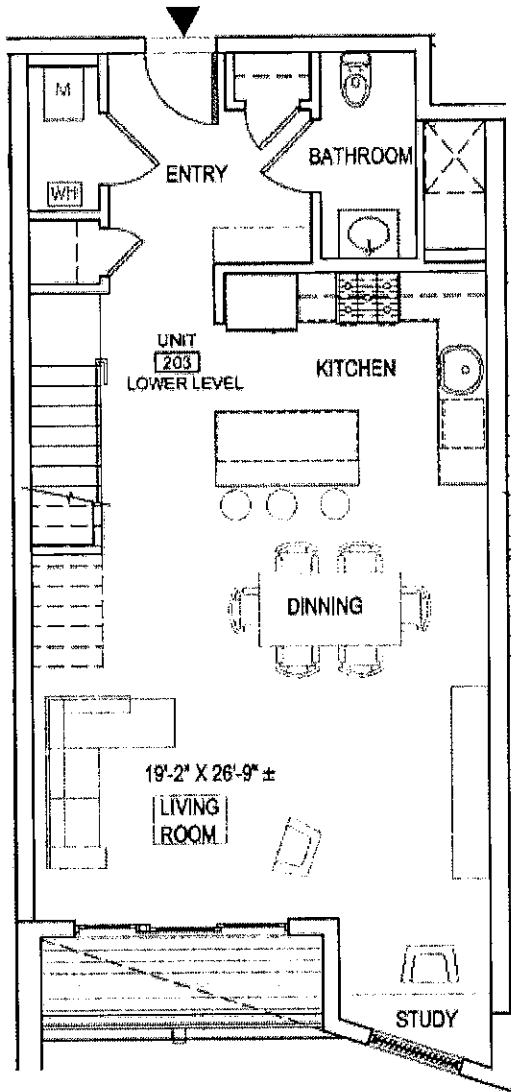 M
WH
ENTRY
BATHROOM
UNIT
203
LOWER LEVEL
KITCHEN
DINNING
19'-2" X 26'-9" ±
LIVING
ROOM
STUDY